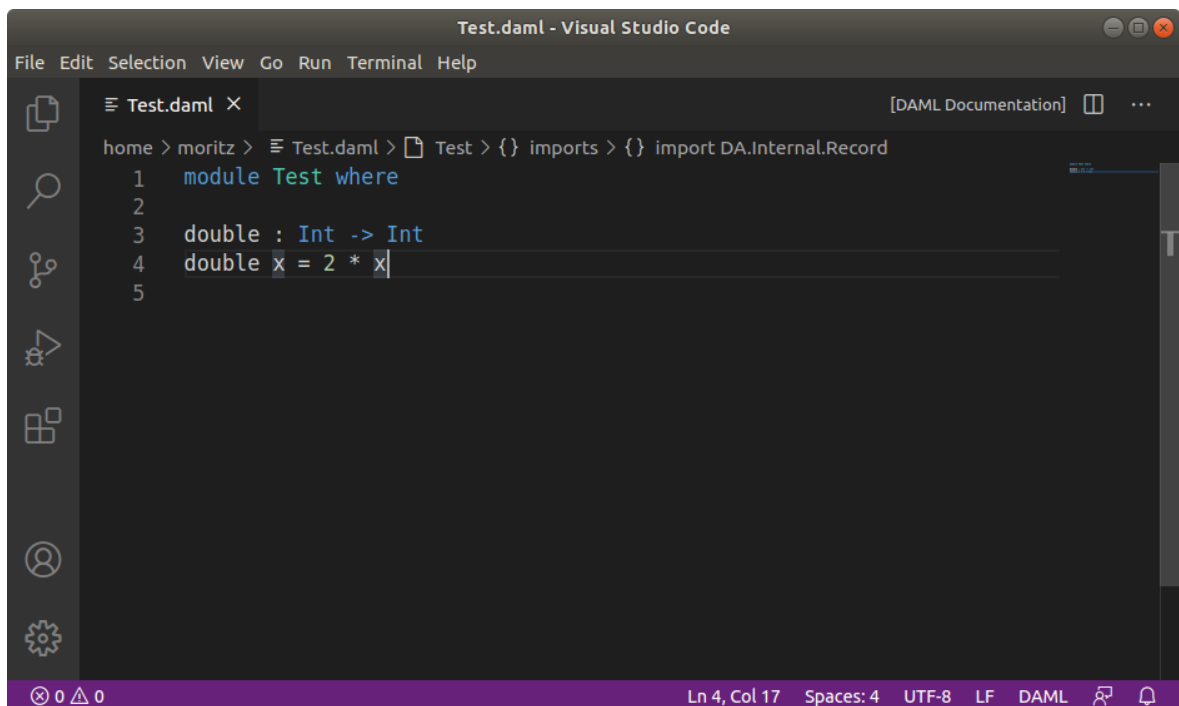 Test.daml - Visual Studio Code
File Edit Selection View Go Run Terminal Help
Test.daml
[DAML Documentation]
home > moritz > Test.daml > Test > {} imports > {} import DA.Internal.Record
1 module Test where
2
3 double : Int -> Int
4 double x = 2 * x
5
0 0 Ln 4, Col 17 Spaces: 4 UTF-8 LF DAML